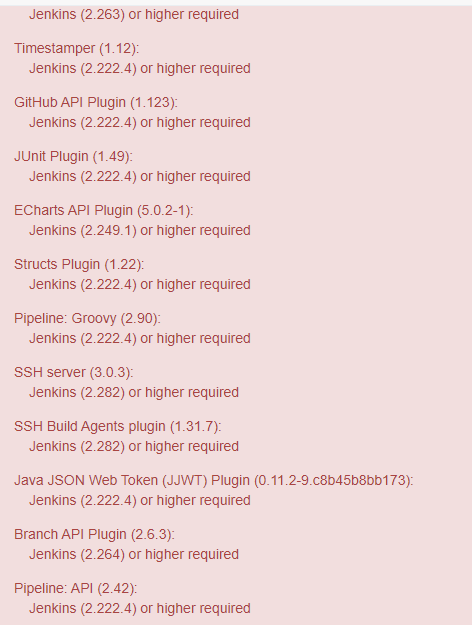 Jenkins (2.263) or higher required
Timestamper (1.12):
Jenkins (2.222.4) or higher required
GitHub API Plugin (1.123):
Jenkins (2.222.4) or higher required
JUnit Plugin (1.49):
Jenkins (2.222.4) or higher required
ECharts API Plugin (5.0.2-1):
Jenkins (2.249.1) or higher required
Structs Plugin (1.22):
Jenkins (2.222.4) or higher required
Pipeline: Groovy (2.90):
Jenkins (2.222.4) or higher required
SSH server (3.0.3):
Jenkins (2.282) or higher required
SSH Build Agents plugin (1.31.7):
Jenkins (2.282) or higher required
Java JSON Web Token (JJWT) Plugin (0.11.2-9.c8b45b8bb173):
Jenkins (2.222.4) or higher required
Branch API Plugin (2.6.3):
Jenkins (2.264) or higher required
Pipeline: API (2.42):
Jenkins (2.222.4) or higher required